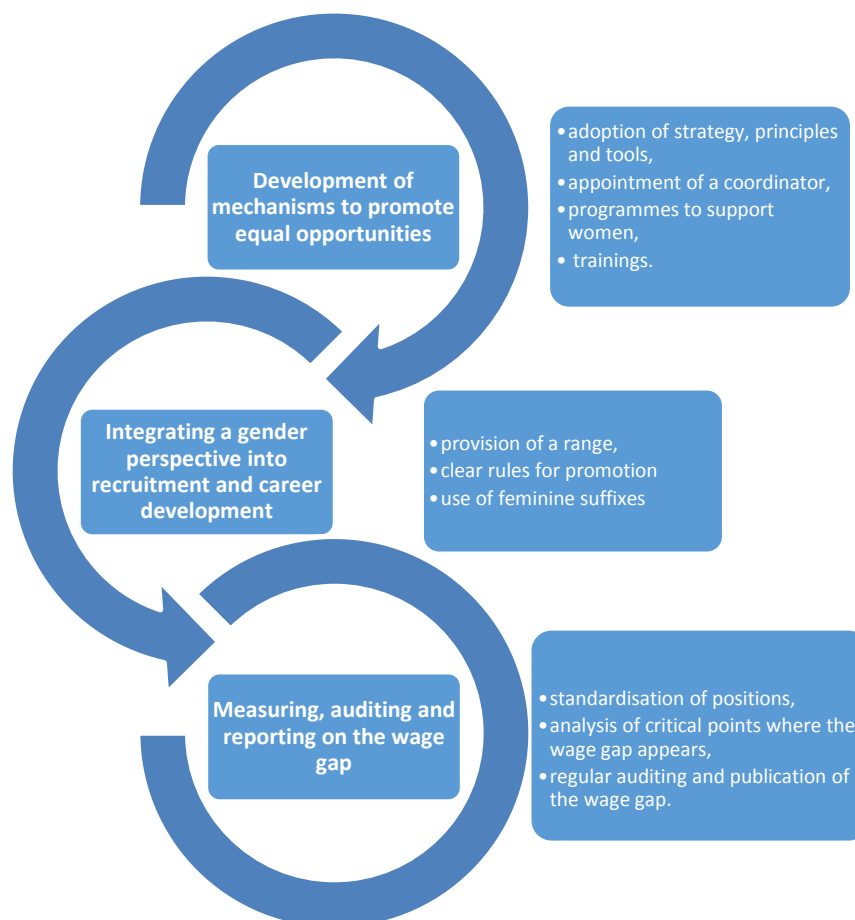 Development of
mechanisms to promote
equal opportunities
•adoption of strategy, principles
and tools,
•appointment of a coordinator,
•programmes to support
women,
• trainings.
Integrating a gender
perspective into
recruitment and career
development
•provision of a range,
•clear rules for promotion
•use of feminine suffixes
Measuring, auditing and
reporting on the wage
gap
•standardisation of positions,
•analysis of critical points where the
wage gap appears,
•regular auditing and publication of
the wage gap.